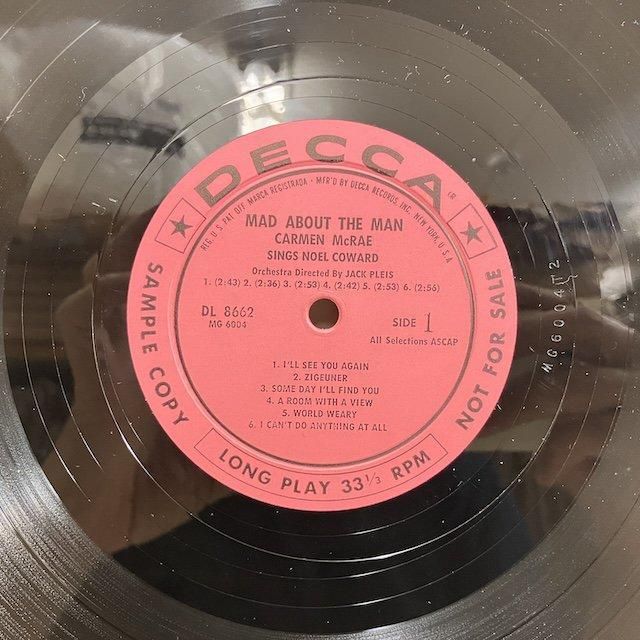 DECCA
REG. U.S. PAT. OFF. MARCA REGISTRADA • MFR'D BY DECCA RECORDS, INC. NEW YORK, U.S.A.
MAD ABOUT THE MAN
CARMEN McRAE
SINGS NOEL COWARD
Orchestra Directed By JACK PLEIS
1. (2:43) 2. (2:36) 3. (2:53) 4. (2:42) 5. (2:53) 6. (2:56)
DL 8662
MG 6004
SIDE 1
All Selections ASCAP
1. I'LL SEE YOU AGAIN
2. ZIGEUNER
3. SOME DAY I'LL FIND YOU
4. A ROOM WITH A VIEW
5. WORLD WEARY
6. I CAN'T DO ANYTHING AT ALL
SAMPLE COPY
NOT FOR SALE
LONG PLAY 33 1/3 RPM